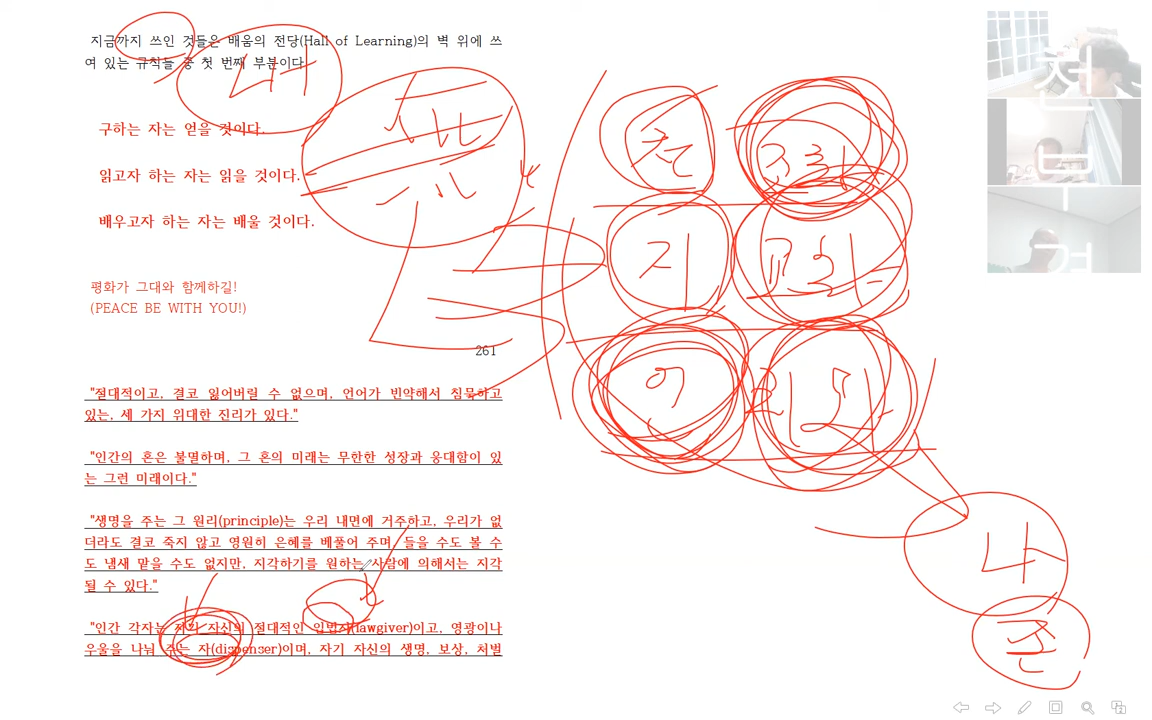 지금까지 쓰인 것들은 배움의 전당(Hall of Learning)의 벽 위에 쓰
여 있는 규칙들 중 첫 번째 부분이다.
나
구하는 자는 얻을 것이다.
읽고자 하는 자는 읽을 것이다.
배우고자 하는 자는 배울 것이다.
평화가 그대와 함께하길!
(PEACE BE WITH YOU!)
261
"절대적이고, 결코 잃어버릴 수 없으며, 언어가 빈약해서 침묵하고
있는, 세 가지 위대한 진리가 있다."
"인간의 혼은 불멸하며, 그 혼의 미래는 무한한 성장과 웅대함이 있
는 그런 미래이다."
"생명을 주는 그 원리(principle)는 우리 내면에 거주하고, 우리가 없
더라도 결코 죽지 않고 영원히 은혜를 베풀어 주며, 들을 수도 볼 수
도 냄새 맡을 수도 없지만, 지각하기를 원하는 사람에 의해서는 지각
될 수 있다."
"인간 각자는 자기 자신의 절대적인 입법자(lawgiver)이고, 영광이나
우울을 나눠 주는 자(dispenser)이며, 자기 자신의 생명, 보상, 처벌
천 조화
지 교화
인 치화
나
존
천
부
경